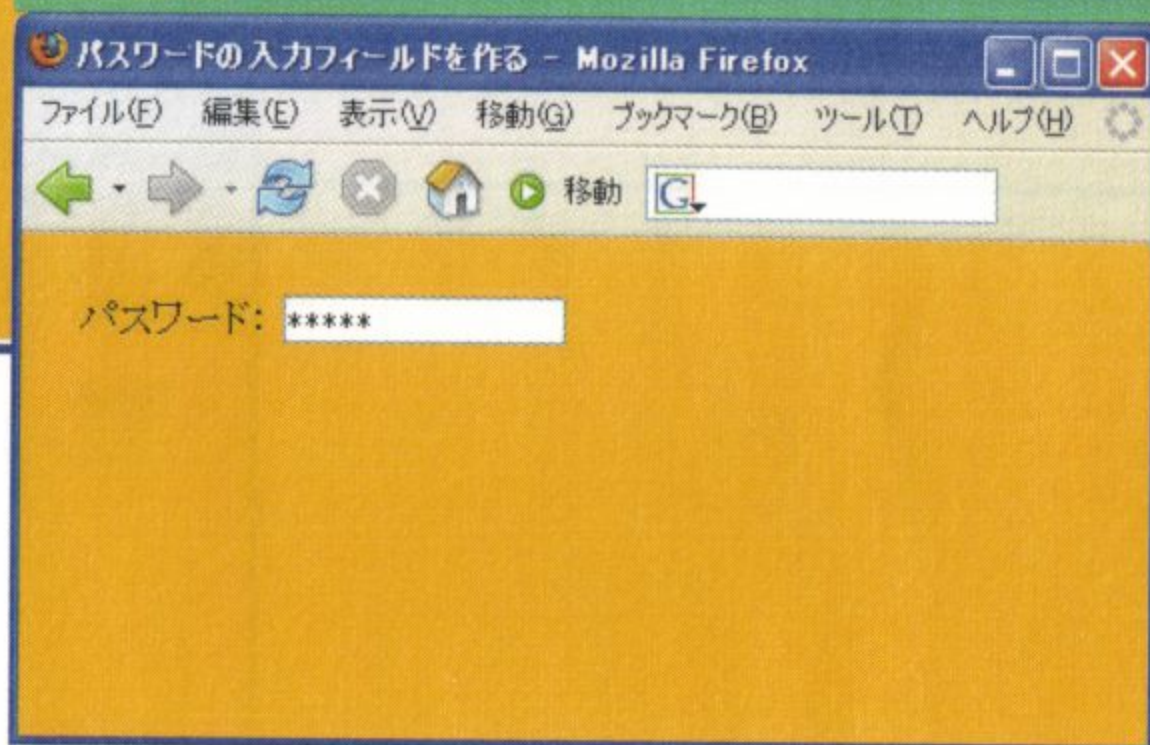 パスワードの入力フィールドを作る - Mozilla Firefox
ファイル(F) 編集(E) 表示(V) 移動(G) ブックマーク(B) ツール(T) ヘルプ(H)
移動 G
パスワード: *****